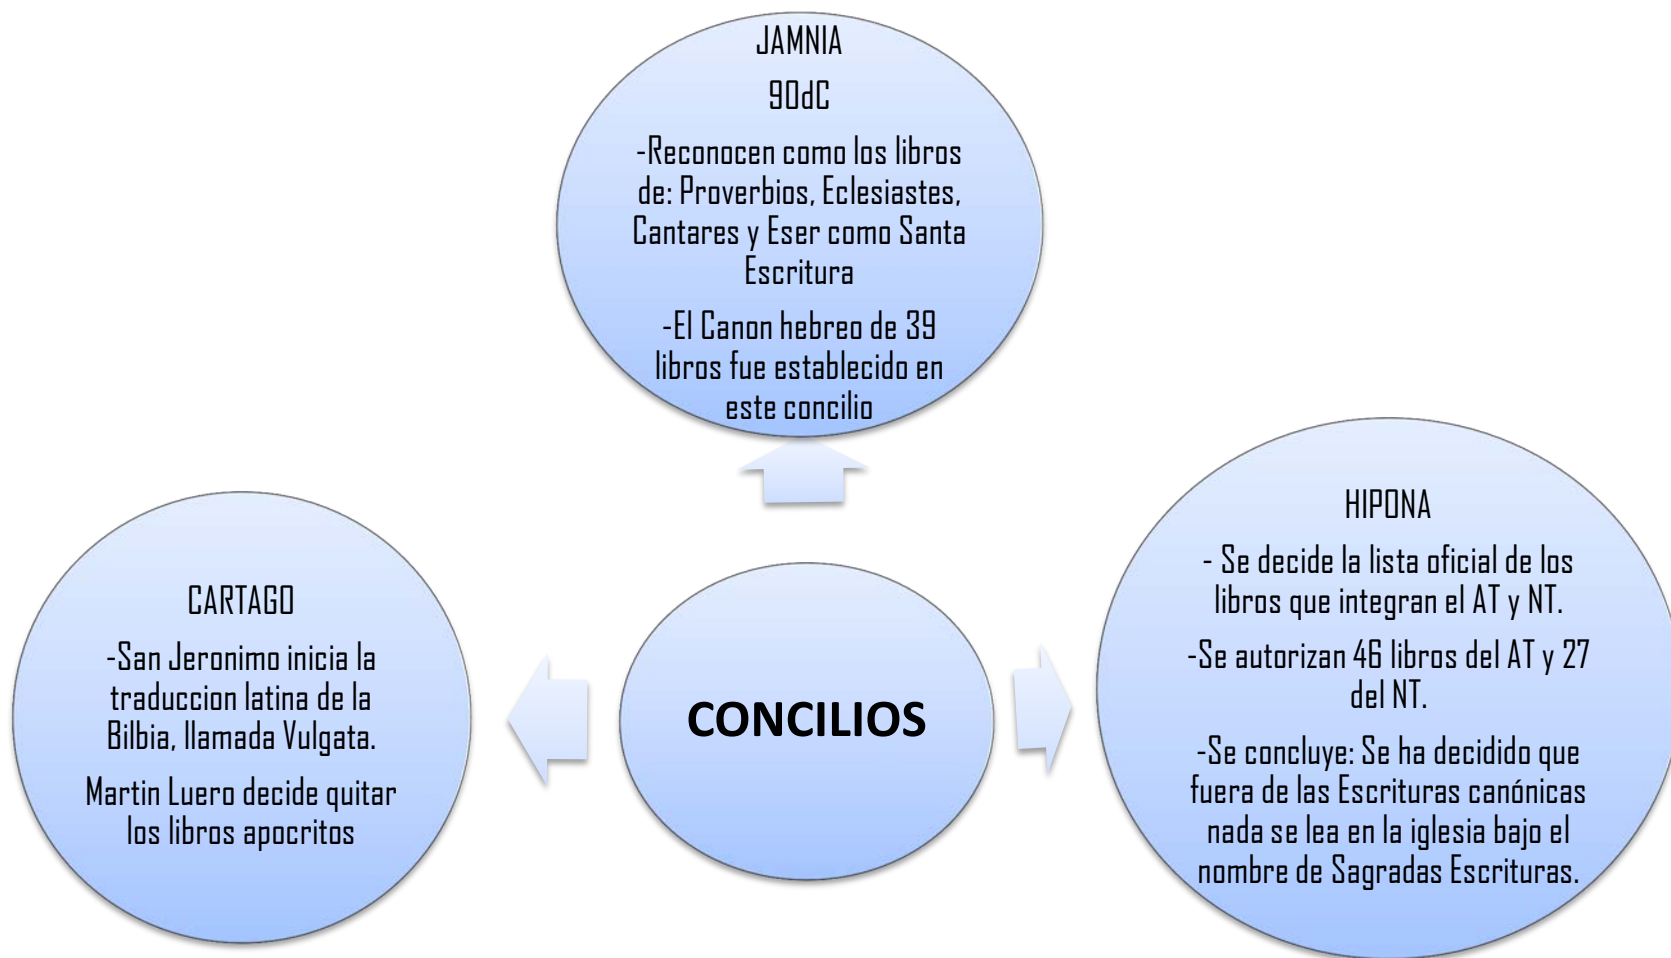 JAMNIA
90dC
-Reconocen como los libros
de: Proverbios, Eclesiastes,
Cantares y Eser como Santa
Escritura
-El Canon hebreo de 39
libros fue establecido en
este concilio
HIPONA
- Se decide la lista oficial de los
libros que integran el AT y NT.
-Se autorizan 46 libros del AT y 27
del NT.
-Se concluye: Se ha decidido que
fuera de las Escrituras canónicas
nada se lea en la iglesia bajo el
nombre de Sagradas Escrituras.
CARTAGO
-San Jeronimo inicia la
traduccion latina de la
Bilbia, llamada Vulgata.
Martin Luero decide quitar
los libros apocritos
CONCILIOS